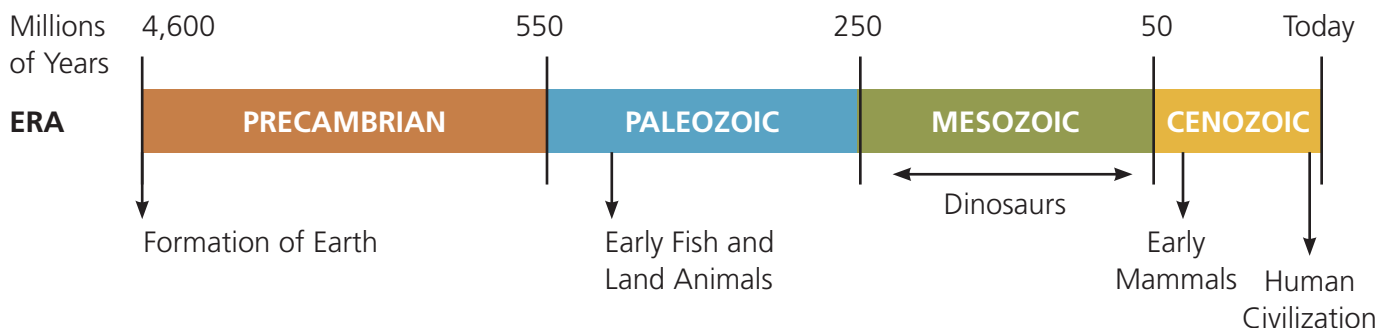 Millions 4,600 550 250 50 Today
of Years
ERA PRECAMBRIAN PALEOZOIC MESOZOIC CENOZOIC
Dinosaurs
Formation of Earth Early Fish and Early
Land Animals Mammals Human
Civilization